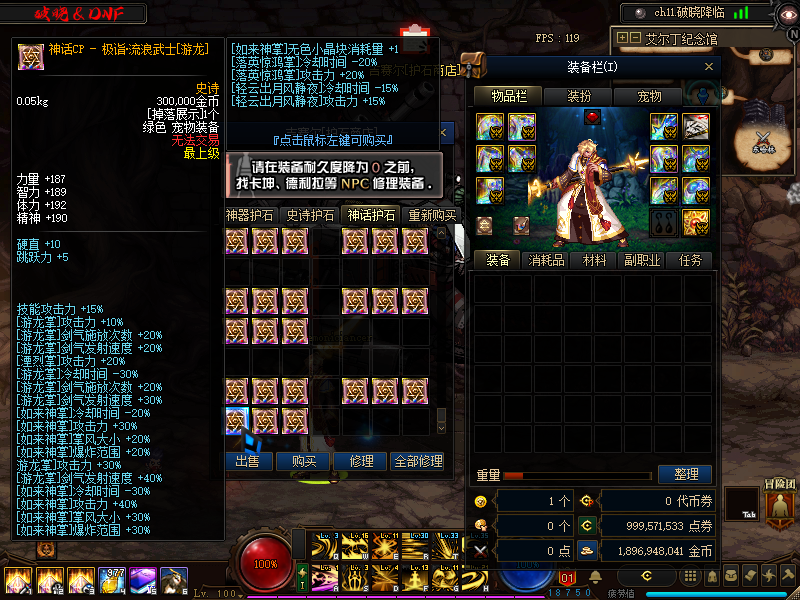 破晓&DNF
ch11.破晓降临
FPS : 119
艾尔丁纪念馆
神话CP - 极诣·流浪武士[游龙]
史诗
0.05kg
300,000金币
[掉落展示]1个
绿色 宠物装备
无法交易
最上级
力量 +187
智力 +189
体力 +192
精神 +190
硬直 +10
跳跃力 +5
技能攻击力 +15%
[游龙掌]攻击力 +10%
[游龙掌]剑气施放次数 +20%
[游龙掌]剑气发射速度 +20%
[凛烈掌]攻击力 +20%
[游龙掌]冷却时间 -30%
[游龙掌]剑气施放次数 +20%
[游龙掌]剑气发射速度 +30%
[如来神掌]冷却时间 -20%
[如来神掌]攻击力 +30%
[如来神掌]掌风大小 +20%
[如来神掌]爆炸范围 +20%
游龙掌]攻击力 +30%
[游龙掌]剑气发射速度 +40%
[如来神掌]冷却时间 -30%
[如来神掌]攻击力 +40%
[如来神掌]掌风大小 +30%
[如来神掌]爆炸范围 +30%
[如来神掌]无色小晶块消耗量 +1
[落英惊鸿掌]冷却时间 -20%
[落英惊鸿掌]攻击力 +20%
[轻云出月风静夜]冷却时间 -15%
[轻云出月风静夜]攻击力 +15%
『点击鼠标左键可购买』
请在装备耐久度降为 0 之前,
找卡坤、德利拉等 NPC 修理装备 .
神器护石
史诗护石
神话护石
重新购买
出售
购买
修理
全部修理
装备栏(I)
物品栏
装扮
宠物
装备
消耗品
材料
副职业
任务
重量
整理
1 个
0 代币券
0 个
999,571,533 点券
0 点
1,896,948,041 金币
冒险团
Tab
100%
100%
977
Lv. 100
01
18750
疲劳值